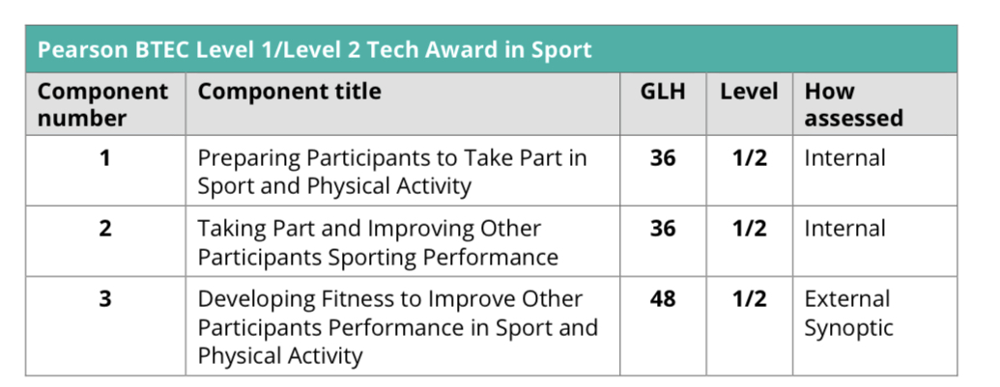 Pearson BTEC Level 1/Level 2 Tech Award in Sport
Component number Component title GLH Level How assessed
1 Preparing Participants to Take Part in 36 1/2 Internal
Sport and Physical Activity
2 Taking Part and Improving Other 36 1/2 Internal
Participants Sporting Performance
3 Developing Fitness to Improve Other 48 1/2 External
Participants Performance in Sport and Synoptic
Physical Activity